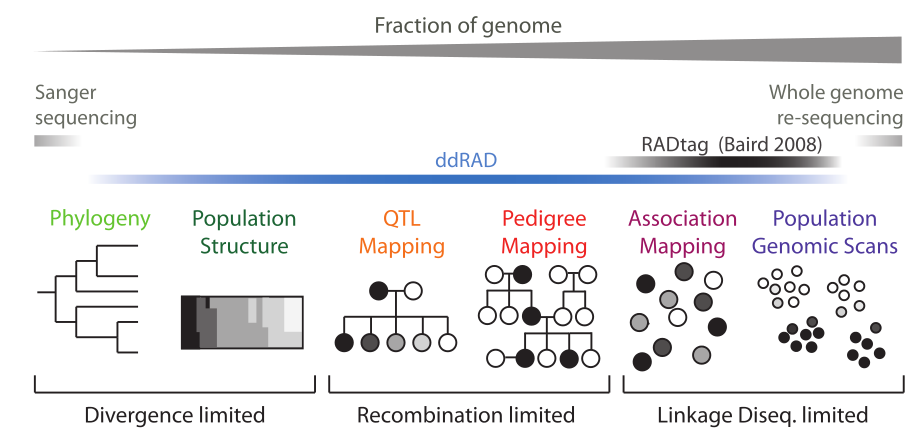 Fraction of genome
Sanger
sequencing
Whole genome
re-sequencing
RADtag (Baird 2008)
ddRAD
Phylogeny
Population
Structure
QTL
Mapping
Pedigree
Mapping
Association
Mapping
Population
Genomic Scans
Divergence limited
Recombination limited
Linkage Diseq. limited